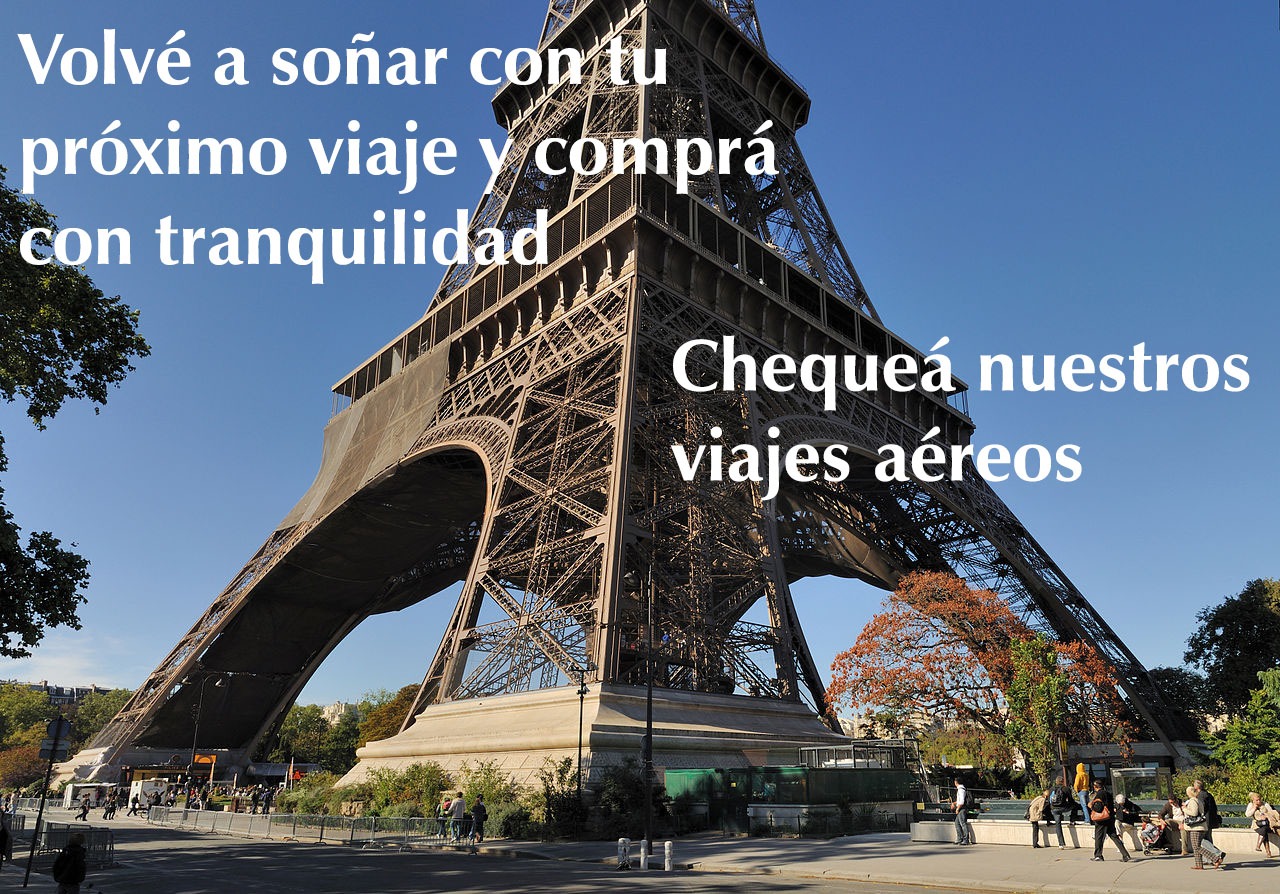 Volvé a soñar con tu
próximo viaje y comprá
con tranquilidad
Chequeá nuestros
viajes aéreos